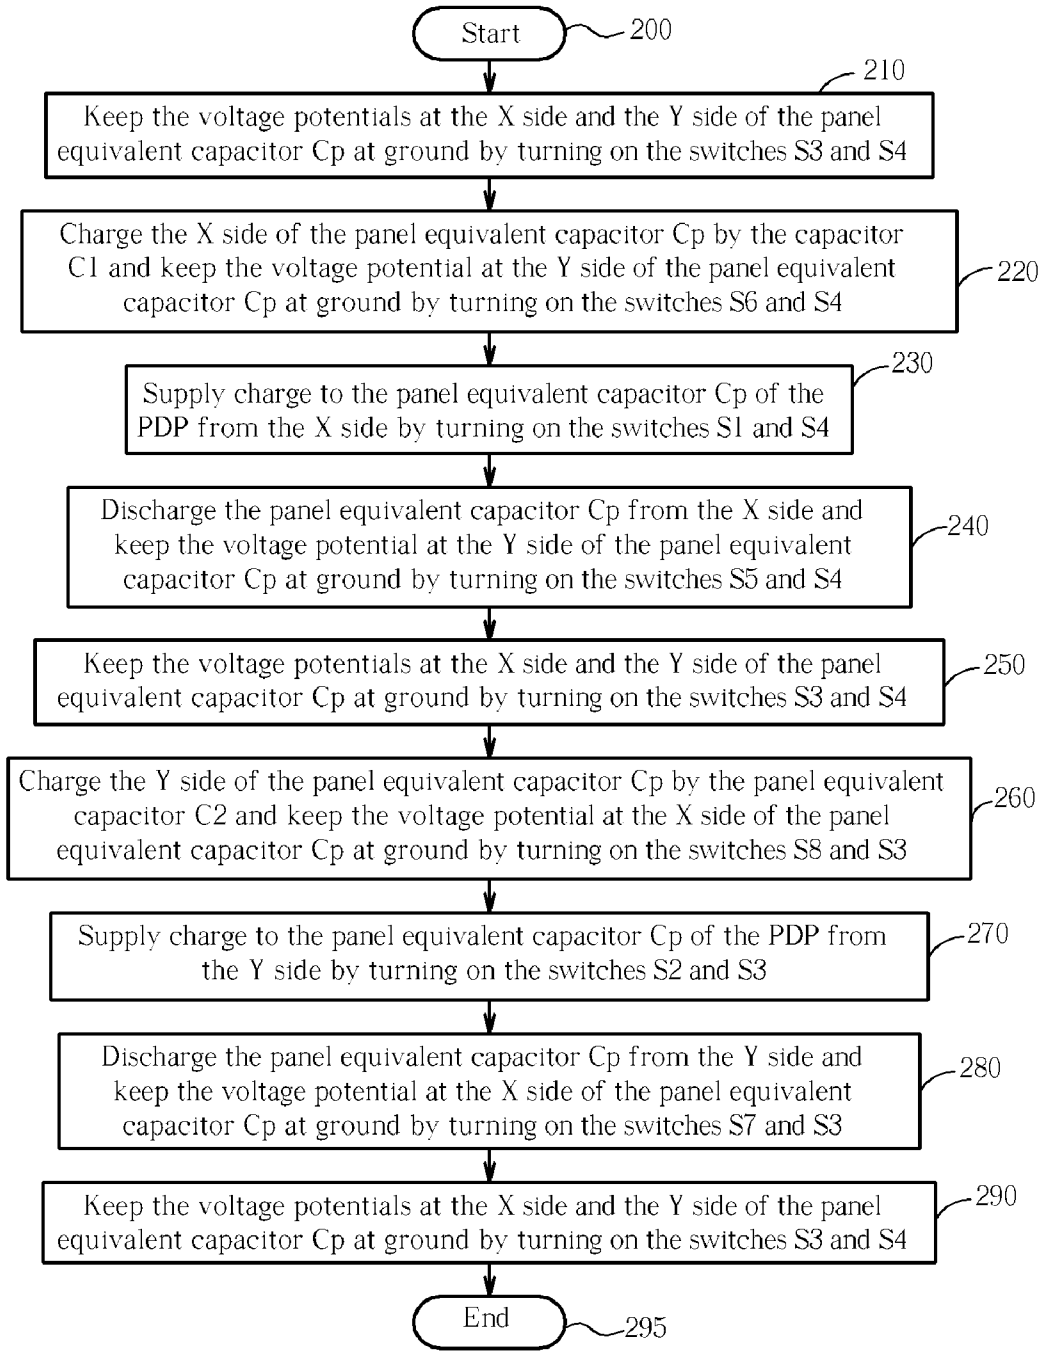 Start
200
210
Keep the voltage potentials at the X side and the Y side of the panel
equivalent capacitor Cp at ground by turning on the switches S3 and S4
Charge the X side of the panel equivalent capacitor Cp by the capacitor
C1 and keep the voltage potential at the Y side of the panel equivalent
capacitor Cp at ground by turning on the switches S6 and S4
220
230
Supply charge to the panel equivalent capacitor Cp of the
PDP from the X side by turning on the switches S1 and S4
Discharge the panel equivalent capacitor Cp from the X side and
keep the voltage potential at the Y side of the panel equivalent
capacitor Cp at ground by turning on the switches S5 and S4
240
Keep the voltage potentials at the X side and the Y side of the panel
equivalent capacitor Cp at ground by turning on the switches S3 and S4
250
Charge the Y side of the panel equivalent capacitor Cp by the panel equivalent
capacitor C2 and keep the voltage potential at the X side of the panel
equivalent capacitor Cp at ground by turning on the switches S8 and S3
260
Supply charge to the panel equivalent capacitor Cp of the PDP from
the Y side by turning on the switches S2 and S3
270
Discharge the panel equivalent capacitor Cp from the Y side and
keep the voltage potential at the X side of the panel equivalent
capacitor Cp at ground by turning on the switches S7 and S3
280
Keep the voltage potentials at the X side and the Y side of the panel
equivalent capacitor Cp at ground by turning on the switches S3 and S4
290
End
295